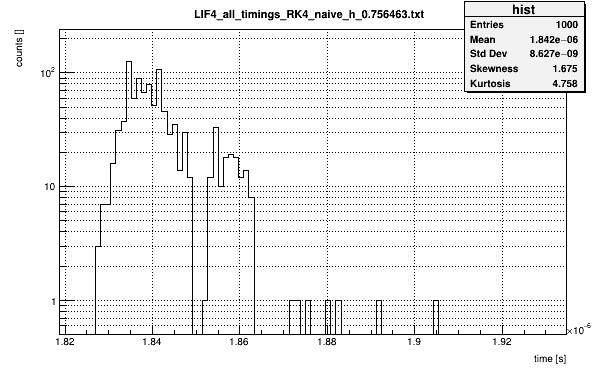 LIF4_all_timings_RK4_naive_h_0.756463.txt
hist
Entries 1000
Mean 1.842e−06
Std Dev 8.627e−09
Skewness 1.675
Kurtosis 4.758
counts []
10²
10
1
1.82 1.84 1.86 1.88 1.9 1.92
×10⁻⁶
time [s]